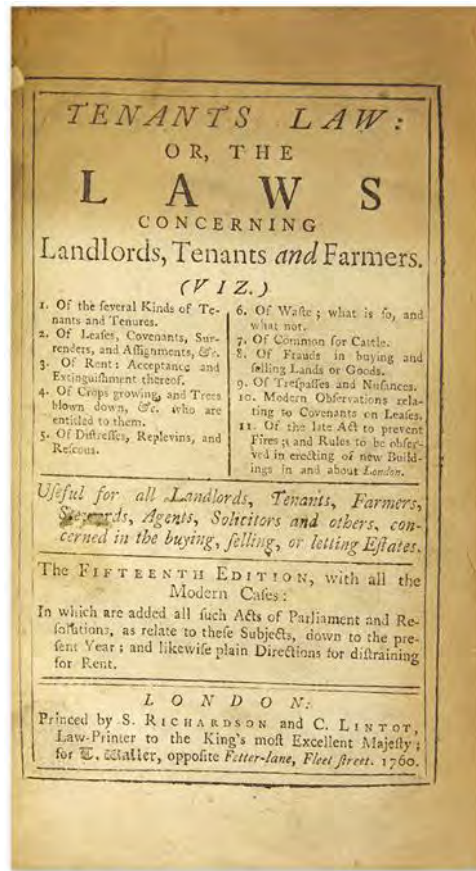 TENANTS LAW:
OR, THE
LAWS
CONCERNING
Landlords, Tenants and Farmers.
(VIZ.)
1. Of the ſeveral Kinds of Te-
nants and Tenures.
2. Of Leaſes, Covenants, Sur-
renders, and Aſſignments, &c.
3. Of Rent: Acceptance and
Extinguiſhment thereof.
4. Of Crops growing, and Trees
blown down, &c. who are
entitled to them.
5. Of Diſtreſſes, Replevins, and
Reſcous.
6. Of Waſte; what is ſo, and
what not.
7. Of Common for Cattle.
8. Of Frauds in buying and
ſelling Lands or Goods.
9. Of Treſpaſſes and Nuſances.
10. Modern Obſervations rela-
ting to Covenants on Leaſes.
11. Of the late Act to prevent
Fires; and Rules to be obſer-
ved in erecting of new Build-
ings in and about London.
Uſeful for all Landlords, Tenants, Farmers,
Stewards, Agents, Solicitors and others, con-
cerned in the buying, ſelling, or letting Eſtates.
The FIFTEENTH EDITION, with all the
Modern Caſes:
In which are added all ſuch Acts of Parliament and Re-
ſolutions, as relate to theſe Subjects, down to the pre-
ſent Year; and likewiſe plain Directions for diſtraining
for Rent.
LONDON:
Printed by S. RICHARDSON and C. LINTOT,
Law-Printer to the King's moſt Excellent Majeſty;
for T. Waller, oppoſite Fetter-lane, Fleet ſtreet. 1760.